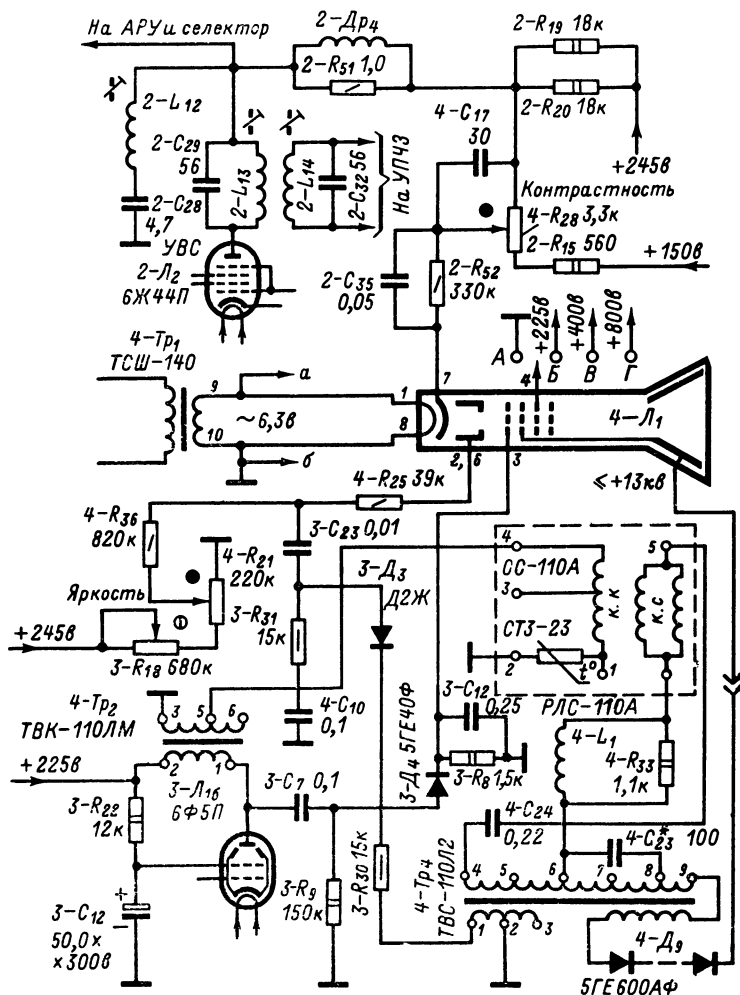 На АРУ и селектор
2-Др4
2-R51 1,0
2-R19 18к
2-R20 18к
+245в
2-L12
2-C29
56
2-C28
4,7
2-L13
2-L14
2-C32 56
На УПЧЗ
4-C17
30
Контрастность
4-R28 3,3к
2-R15 560
+150в
УВС
2-Л2
6Ж44П
2-C35
0,05
2-R52
330к
4-Тр1
ТСШ-140
9
а
~6,3в
10
б
1
8
7
2, 6
3
4
А
+225в
Б
+400в
В
+800в
Г
4-Л1
≤+13кв
4-R25 39к
4-R36
820к
3-C23 0,01
4-R21
220к
Яркость
①
3-R31
15к
3-Д3
Д2Ж
+245в
3-R18 680к
4
СС-110А
3
к.к
СТ3-23
2
t°
1
5
к.с
РЛС-110А
4-Тр2
ТВК-110ЛМ
3
5
6
2
1
4-C10
0,1
3-C12
0,25
3-R8 1,5к
3-Д4 5ГЕ40Ф
4-L1
4-R33
1,1к
+225в
3-Л1б
6Ф5П
3-C7 0,1
3-R22
12к
3-C12
50,0×
×300в
+
−
3-R9
150к
3-R30 15к
4-C24
0,22
4-C23* 100
4-Тр4
ТВС-110Л2
4
5
6
7
8
9
1
2
3
4-Д9
5ГЕ600АФ